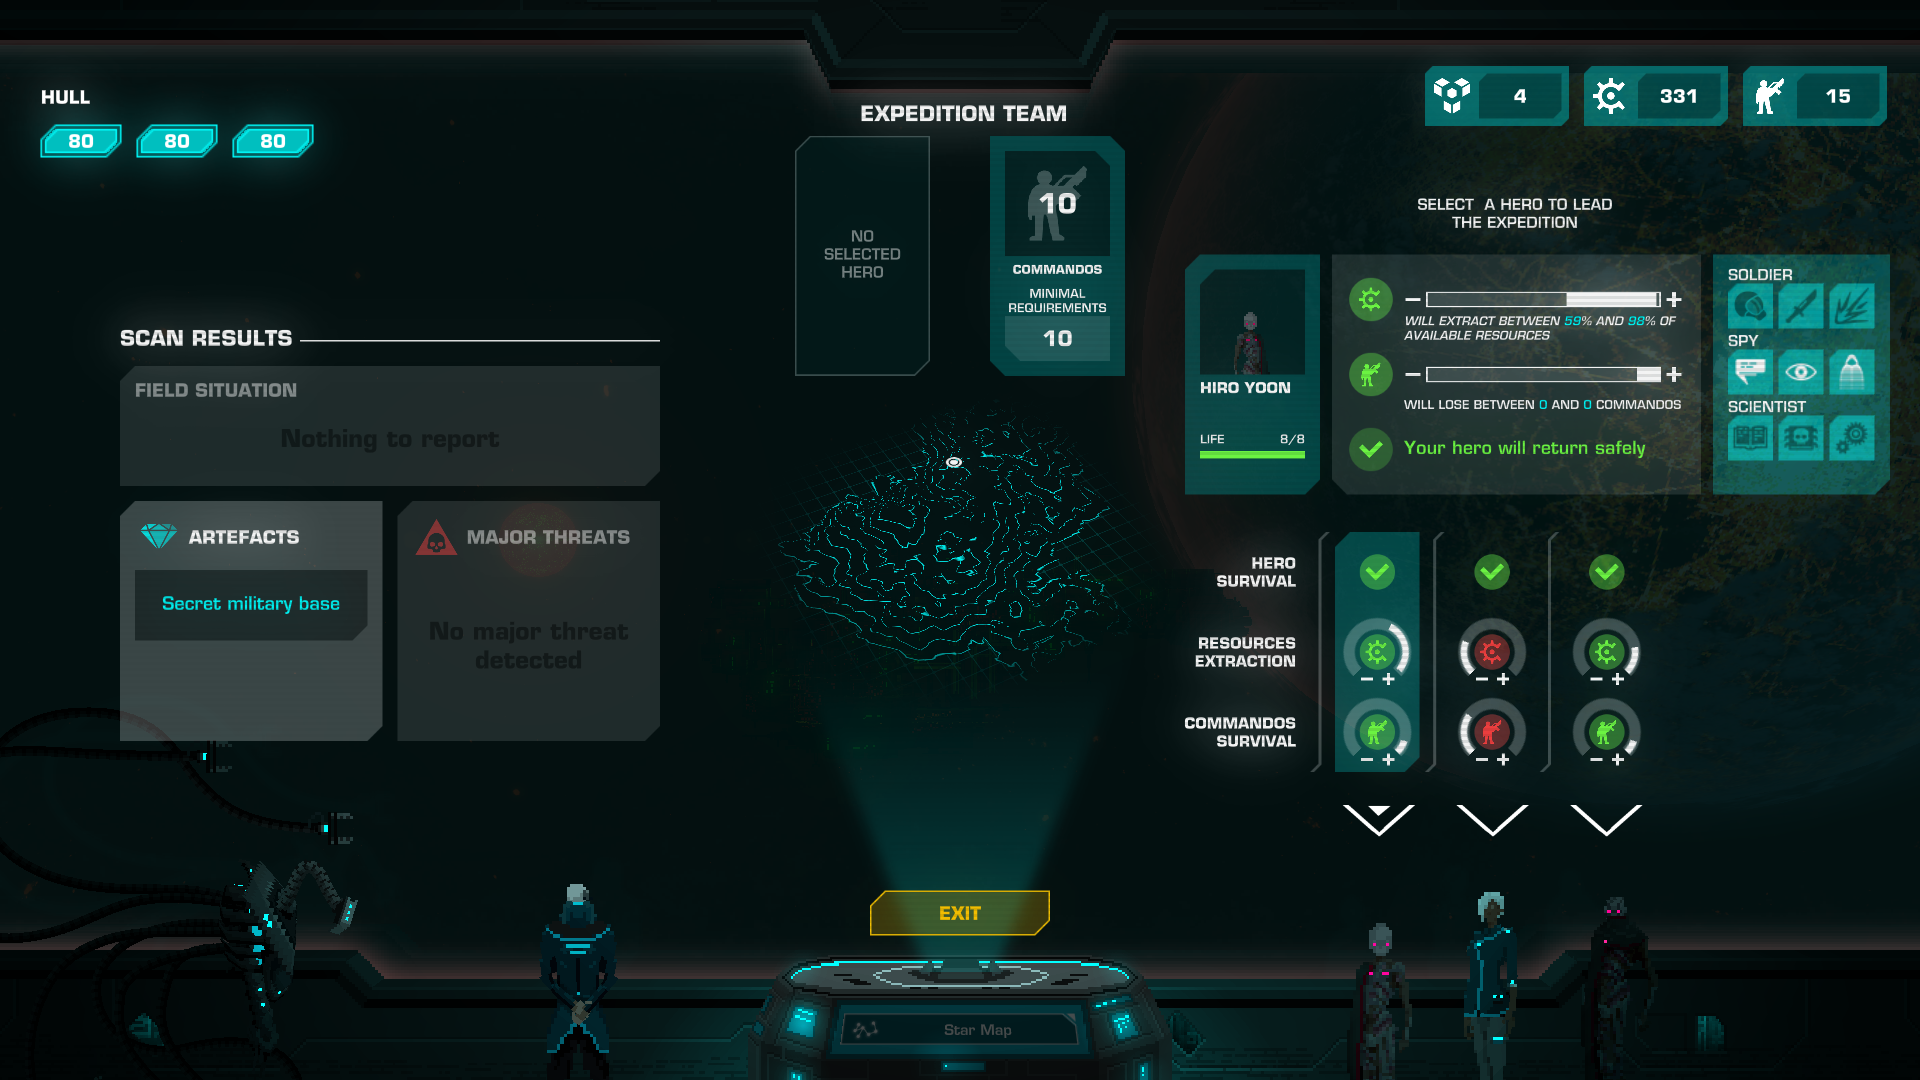 HULL
80 80 80
EXPEDITION TEAM
NO
SELECTED
HERO
10
COMMANDOS
MINIMAL
REQUIREMENTS
10
4
331
15
SELECT A HERO TO LEAD
THE EXPEDITION
HIRO YOON
LIFE 8/8
WILL EXTRACT BETWEEN 59% AND 98% OF
AVAILABLE RESOURCES
WILL LOSE BETWEEN 0 AND 0 COMMANDOS
Your hero will return safely
SOLDIER
SPY
SCIENTIST
SCAN RESULTS
FIELD SITUATION
Nothing to report
ARTEFACTS
Secret military base
MAJOR THREATS
No major threat
detected
HERO
SURVIVAL
RESOURCES
EXTRACTION
COMMANDOS
SURVIVAL
EXIT
Star Map